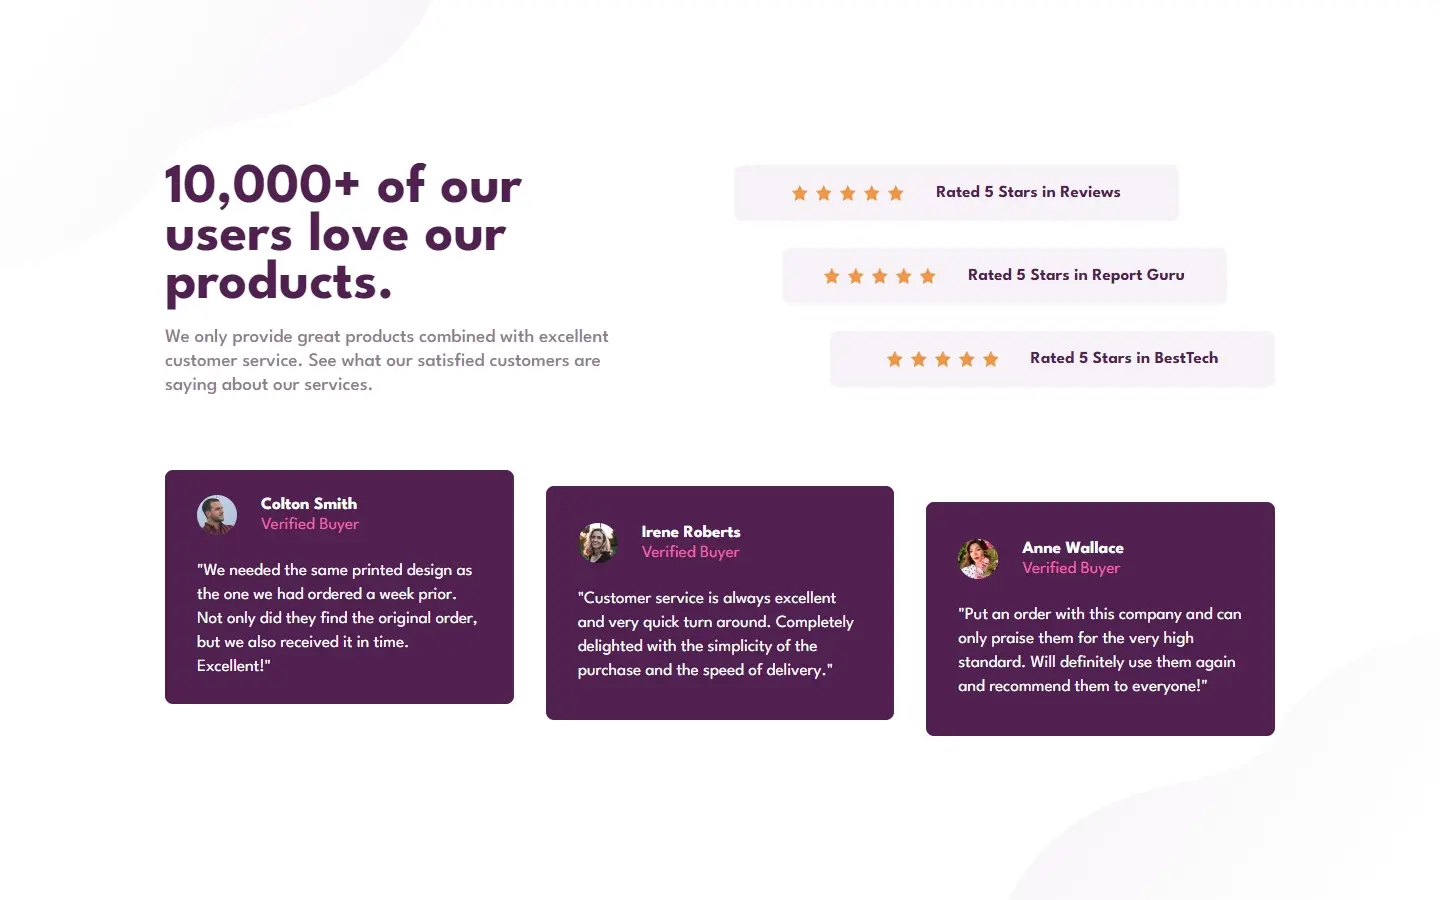 10,000+ of our
users love our
products.
We only provide great products combined with excellent
customer service. See what our satisfied customers are
saying about our services.
Rated 5 Stars in Reviews
Rated 5 Stars in Report Guru
Rated 5 Stars in BestTech
Colton Smith
Verified Buyer
"We needed the same printed design as
the one we had ordered a week prior.
Not only did they find the original order,
but we also received it in time.
Excellent!"
Irene Roberts
Verified Buyer
"Customer service is always excellent
and very quick turn around. Completely
delighted with the simplicity of the
purchase and the speed of delivery."
Anne Wallace
Verified Buyer
"Put an order with this company and can
only praise them for the very high
standard. Will definitely use them again
and recommend them to everyone!"